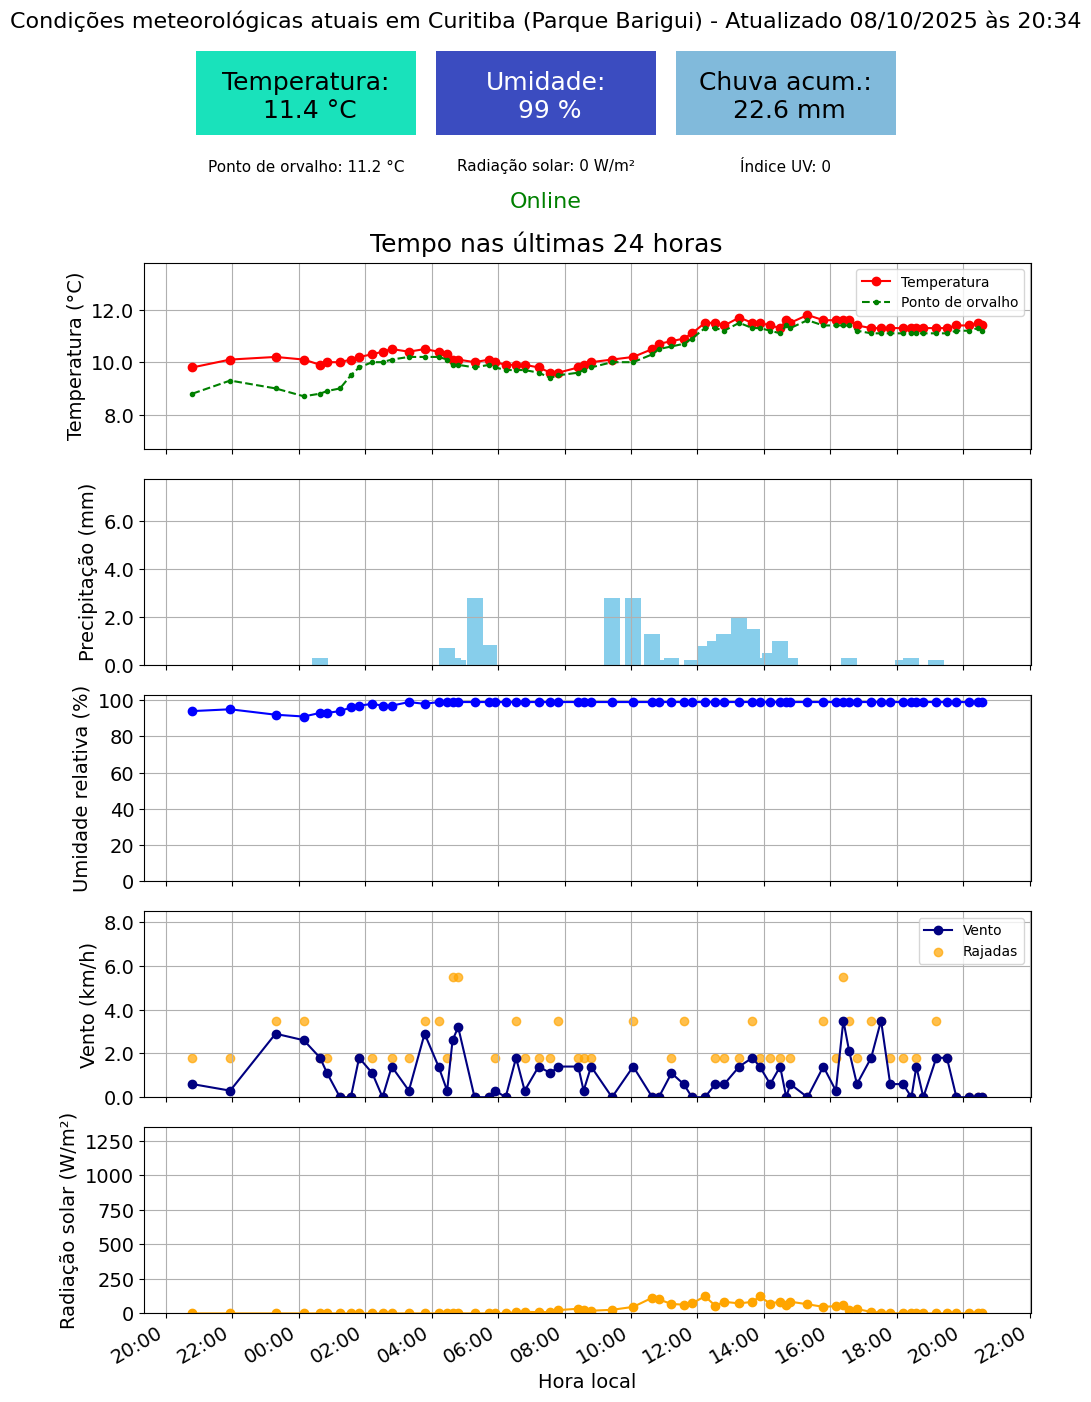 Condições meteorológicas atuais em Curitiba (Parque Barigui) - Atualizado 08/10/2025 às 20:34
Temperatura:
11.4 °C
Umidade:
99 %
Chuva acum.:
22.6 mm
Ponto de orvalho: 11.2 °C
Radiação solar: 0 W/m²
Índice UV: 0
Online
Tempo nas últimas 24 horas
Temperatura (°C)
12.0
10.0
8.0
Temperatura
Ponto de orvalho
Precipitação (mm)
6.0
4.0
2.0
0.0
Umidade relativa (%)
100
80
60
40
20
0
Vento (km/h)
8.0
6.0
4.0
2.0
0.0
Vento
Rajadas
Radiação solar (W/m²)
1250
1000
750
500
250
0
20:00
22:00
00:00
02:00
04:00
06:00
08:00
10:00
12:00
14:00
16:00
18:00
20:00
22:00
Hora local